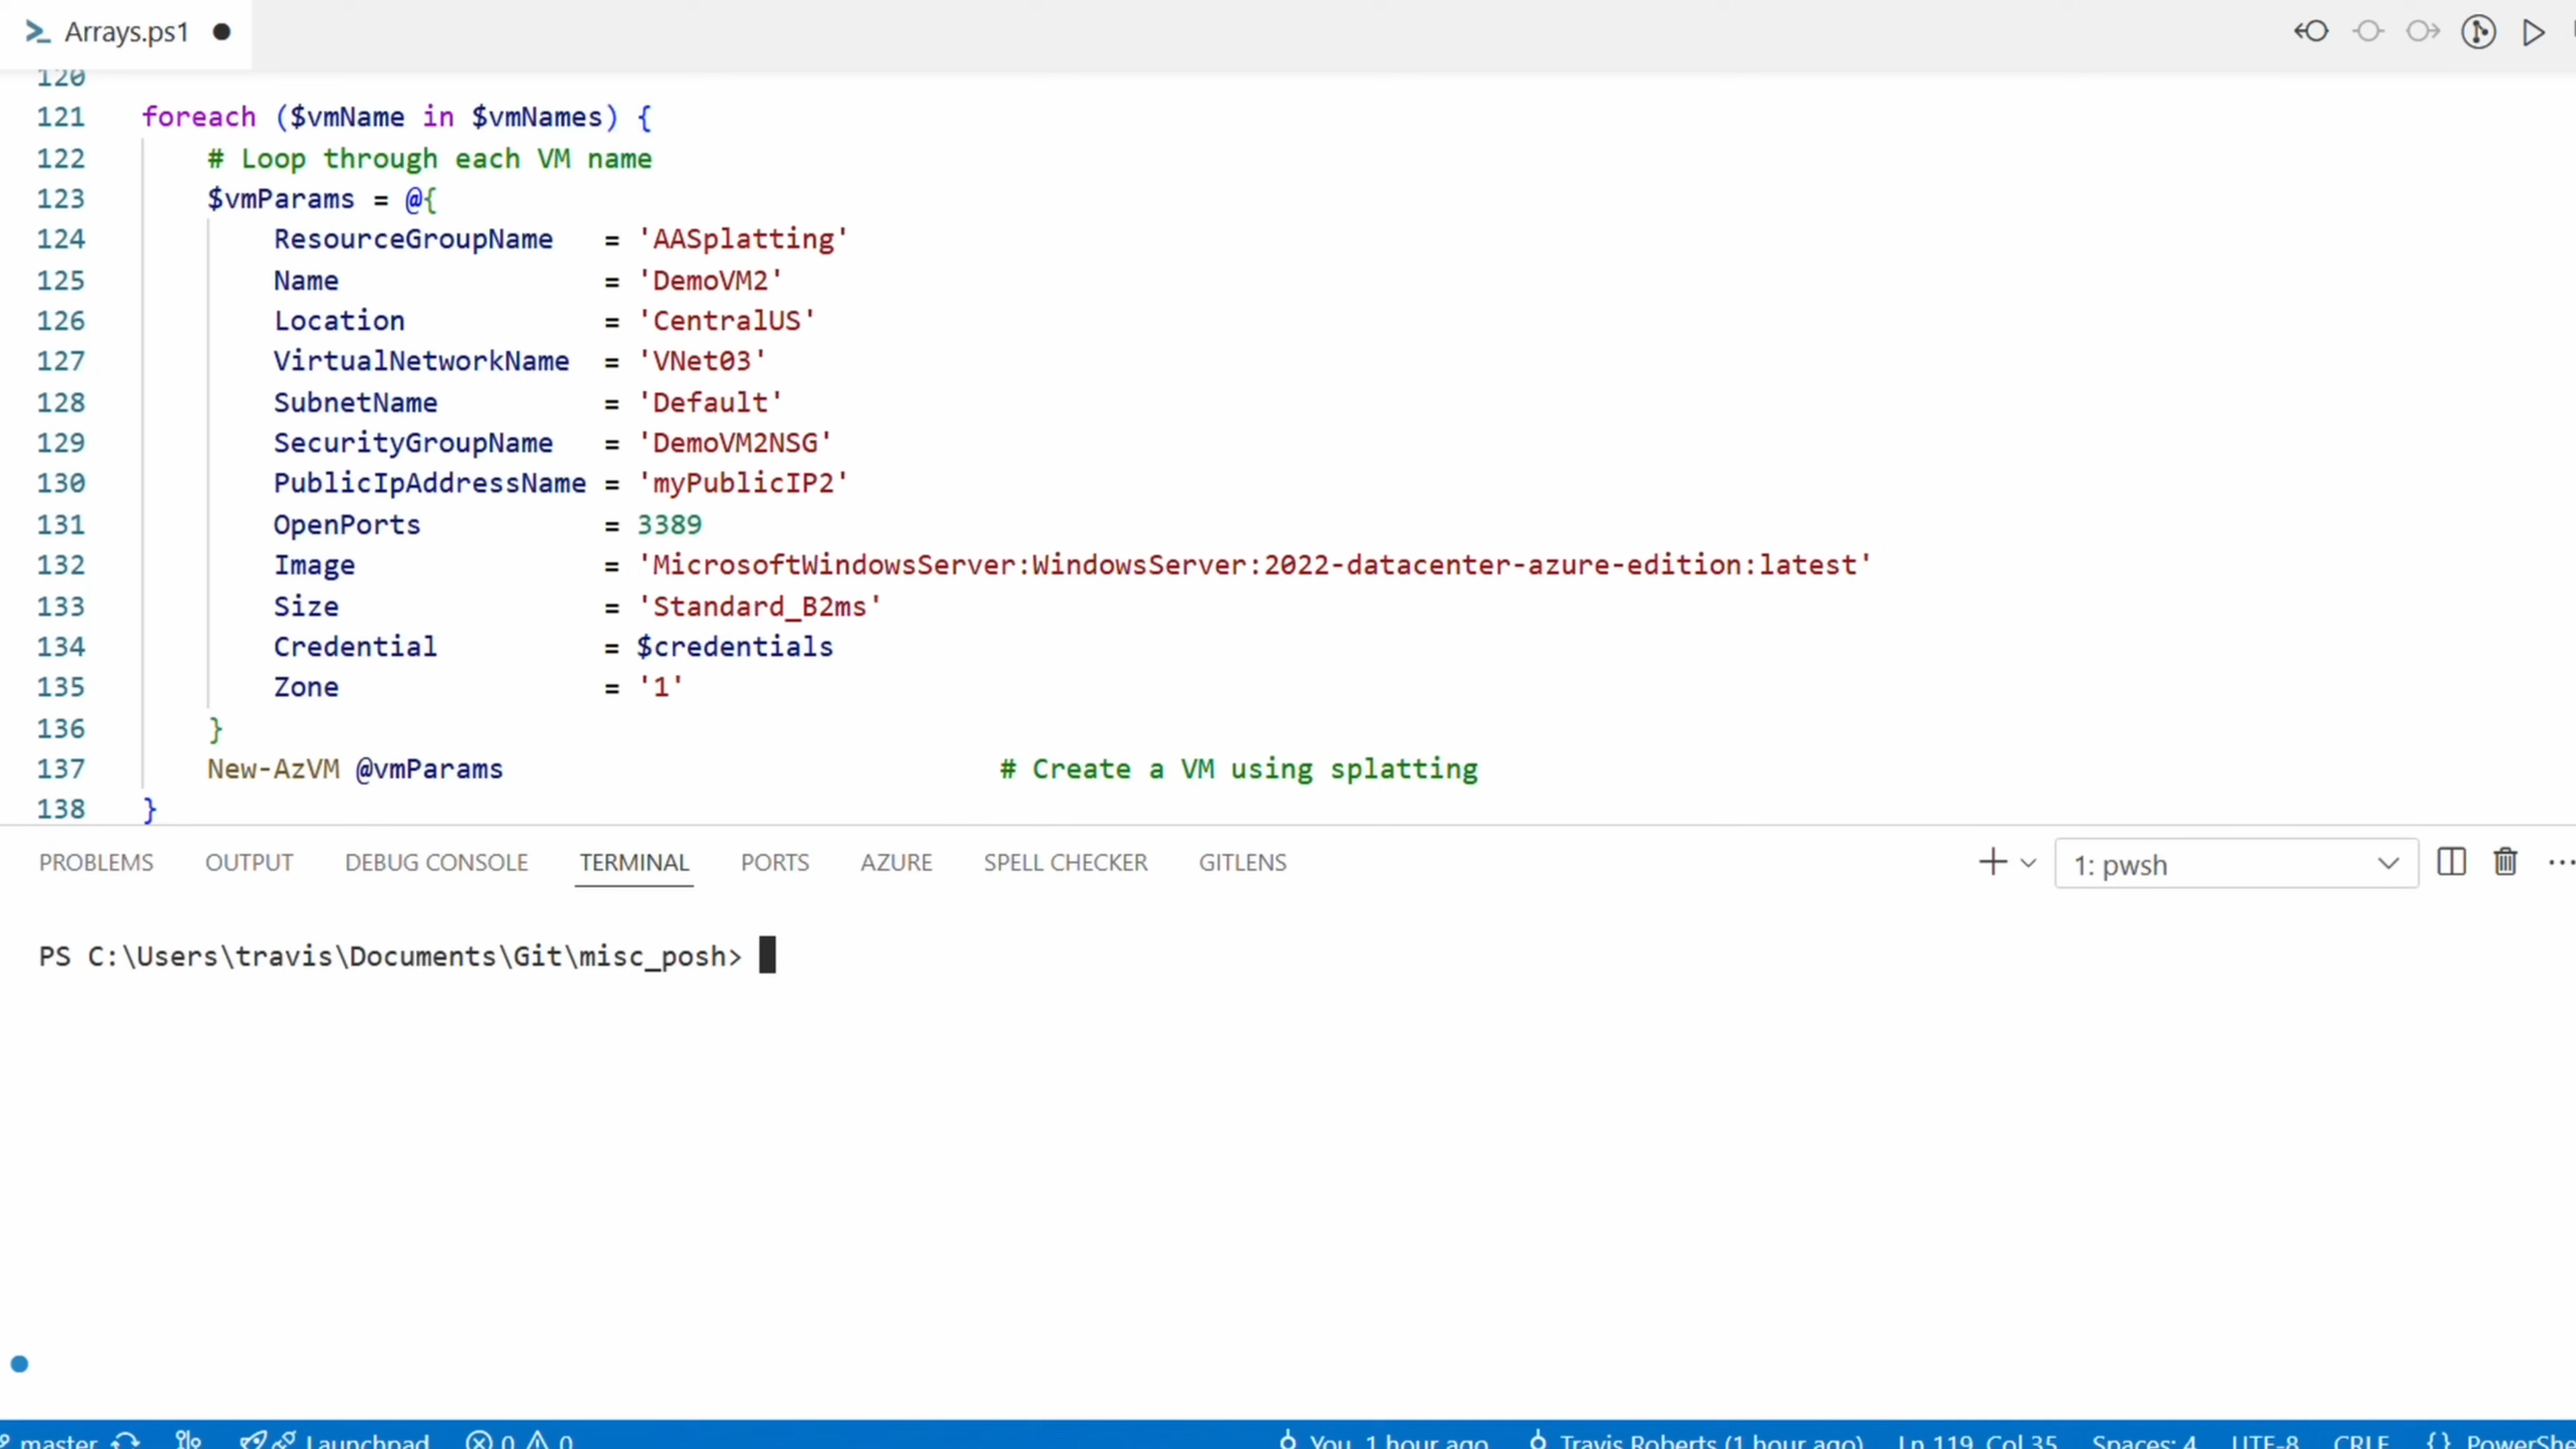 Arrays.ps1
120
121 foreach ($vmName in $vmNames) {
122 # Loop through each VM name
123 $vmParams = @{
124 ResourceGroupName = 'AASplatting'
125 Name = 'DemoVM2'
126 Location = 'CentralUS'
127 VirtualNetworkName = 'VNet03'
128 SubnetName = 'Default'
129 SecurityGroupName = 'DemoVM2NSG'
130 PublicIpAddressName = 'myPublicIP2'
131 OpenPorts = 3389
132 Image = 'MicrosoftWindowsServer:WindowsServer:2022-datacenter-azure-edition:latest'
133 Size = 'Standard_B2ms'
134 Credential = $credentials
135 Zone = '1'
136 }
137 New-AzVM @vmParams # Create a VM using splatting
138 }
PROBLEMS OUTPUT DEBUG CONSOLE TERMINAL PORTS AZURE SPELL CHECKER GITLENS 1: pwsh
PS C:\Users\travis\Documents\Git\misc_posh>
master Launchpad 0 0 You, 1 hour ago Travis Roberts (1 hour ago) Ln 119, Col 35 Spaces: 4 UTF-8 CRLF {}